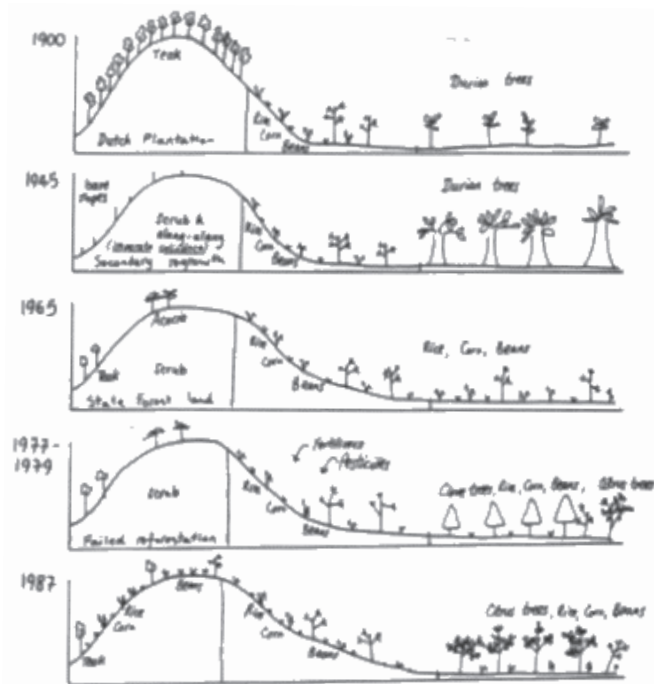 1900
Teak
Durian trees
Rice
Corn
Beans
Dutch Plantation
1945
bare slopes
Durian trees
Scrub &
alang-alang
Secondary regrowth
Rice
Corn
Beans
1965
Acacia
Rice, Corn, Beans
Rice
Corn
Teak
Scrub
Beans
State Forest land
1977-
1979
Fertilizers
Pesticides
Scrub
Rice
Corn
Beans
Clove trees, Rice, Corn, Beans, Citrus trees
Failed reforestation
1987
Beans
Rice
Corn
Rice
Corn
Citrus trees, Rice, Corn, Beans
Teak
Beans